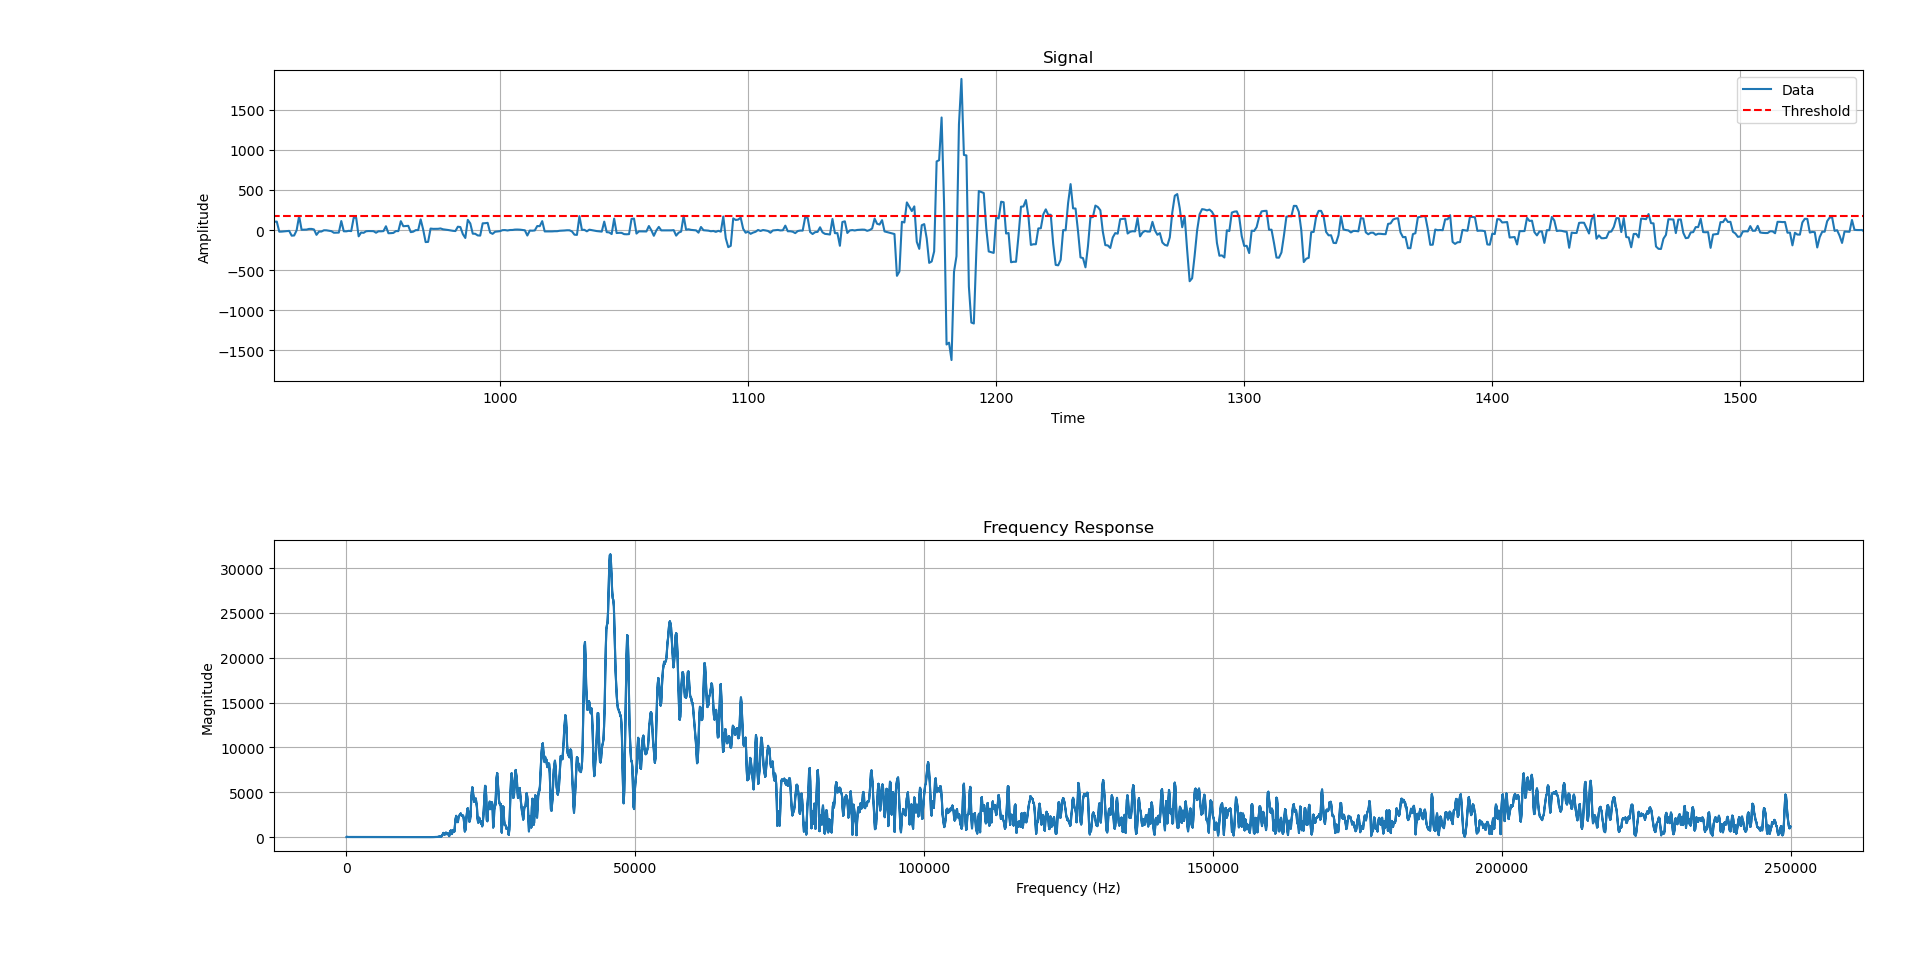 Signal
Data
Threshold
1500
1000
500
0
−500
−1000
−1500
Amplitude
1000 1100 1200 1300 1400 1500
Time
Frequency Response
30000
25000
20000
15000
10000
5000
0
Magnitude
0 50000 100000 150000 200000 250000
Frequency (Hz)